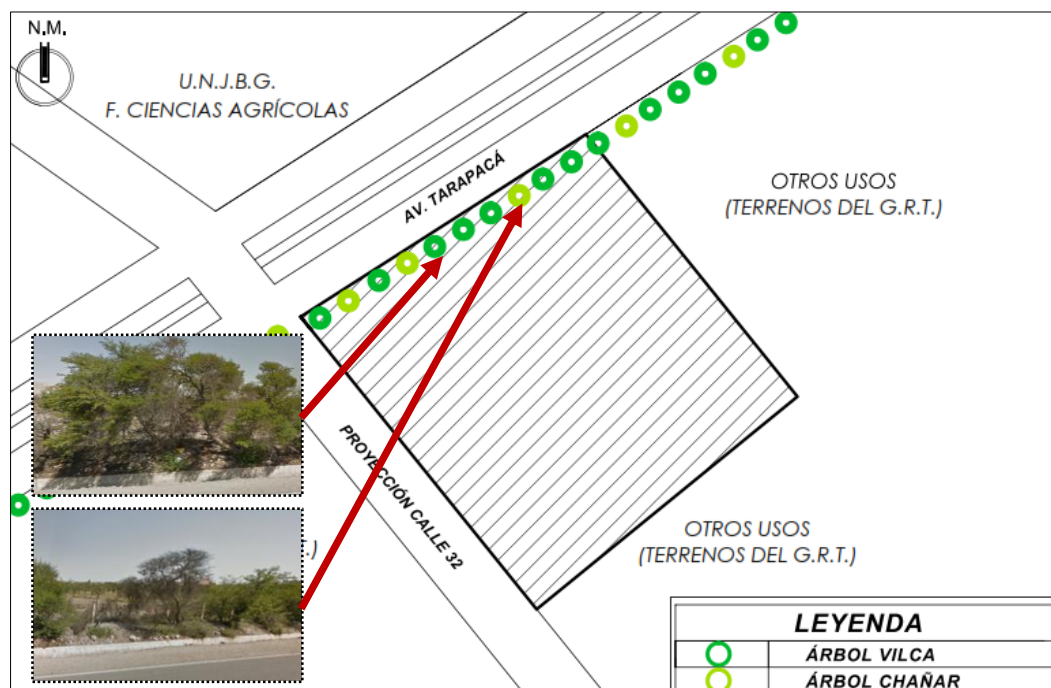 N.M.
U.N.J.B.G.
F. CIENCIAS AGRÍCOLAS
AV. TARAPACÁ
OTROS USOS
(TERRENOS DEL G.R.T.)
PROYECCIÓN CALLE 32
.)
OTROS USOS
(TERRENOS DEL G.R.T.)
LEYENDA
ÁRBOL VILCA
ÁRBOL CHAÑAR